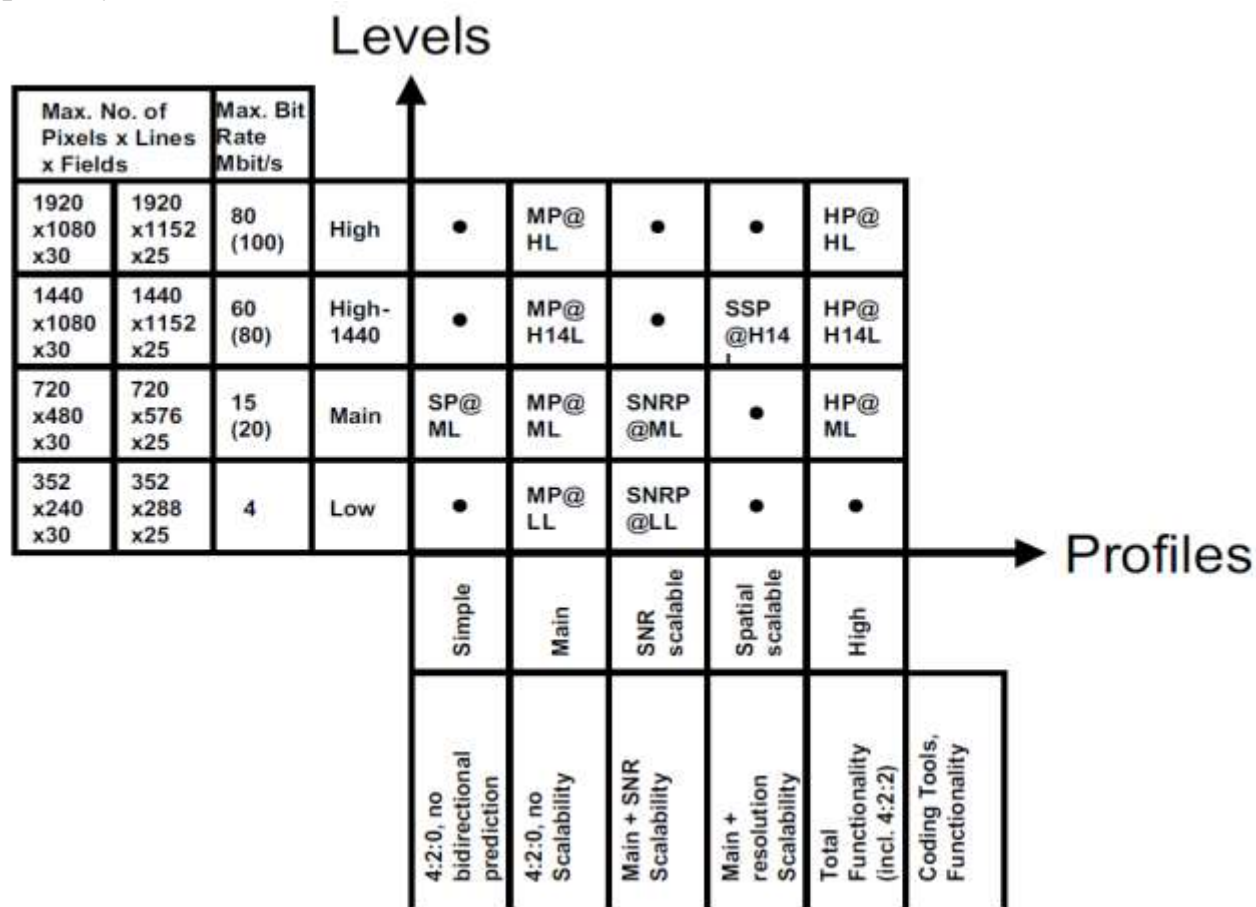 Levels
Max. No. of
Pixels x Lines
x Fields
Max. Bit
Rate
Mbit/s
1920
x1080
x30
1920
x1152
x25
80
(100)
High
•
MP@
HL
•
•
HP@
HL
1440
x1080
x30
1440
x1152
x25
60
(80)
High-
1440
•
MP@
H14L
•
SSP
@H14
HP@
H14L
720
x480
x30
720
x576
x25
15
(20)
Main
SP@
ML
MP@
ML
SNRP
@ML
•
HP@
ML
352
x240
x30
352
x288
x25
4
Low
•
MP@
LL
SNRP
@LL
•
•
Profiles
Simple
Main
SNR
scalable
Spatial
scalable
High
4:2:0, no
bidirectional
prediction
4:2:0, no
Scalability
Main + SNR
Scalability
Main +
resolution
Scalability
Total
Functionality
(incl. 4:2:2)
Coding Tools,
Functionality